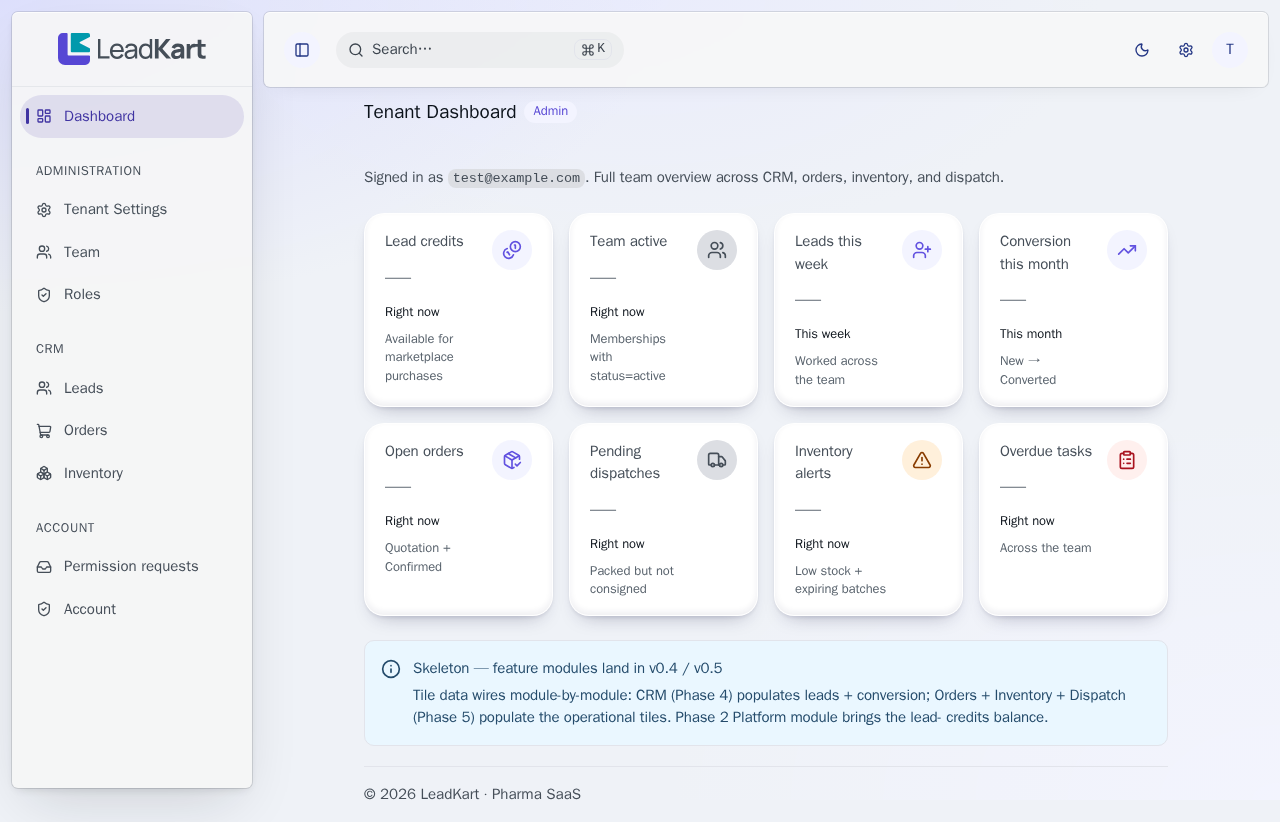 LeadKart
Search⋯
⌘ K
T
Dashboard
ADMINISTRATION
Tenant Settings
Team
Roles
CRM
Leads
Orders
Inventory
ACCOUNT
Permission requests
Account
Tenant Dashboard
Admin
Signed in as test@example.com. Full team overview across CRM, orders, inventory, and dispatch.
Lead credits
—
Right now
Available for
marketplace
purchases
Team active
—
Right now
Memberships
with
status=active
Leads this
week
—
This week
Worked across
the team
Conversion
this month
—
This month
New →
Converted
Open orders
—
Right now
Quotation +
Confirmed
Pending
dispatches
—
Right now
Packed but not
consigned
Inventory
alerts
—
Right now
Low stock +
expiring batches
Overdue tasks
—
Right now
Across the team
Skeleton — feature modules land in v0.4 / v0.5
Tile data wires module-by-module: CRM (Phase 4) populates leads + conversion; Orders + Inventory + Dispatch
(Phase 5) populate the operational tiles. Phase 2 Platform module brings the lead- credits balance.
© 2026 LeadKart · Pharma SaaS